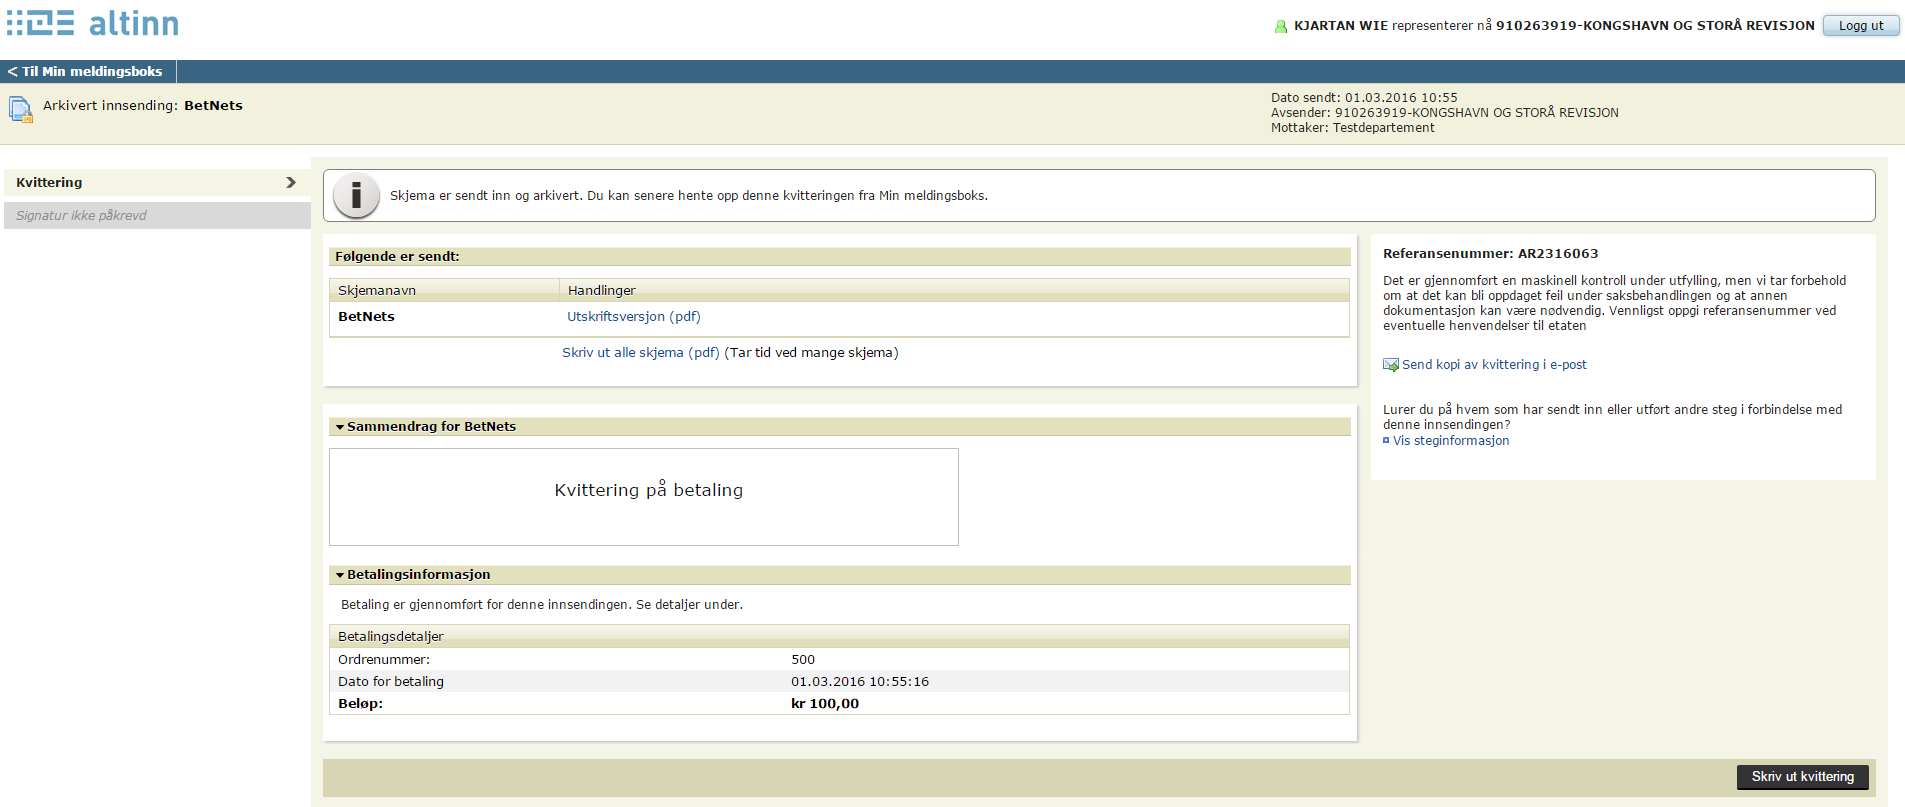 altinn
KJARTAN WIE representerer nå 910263919-KONGSHAVN OG STORÅ REVISJON
Logg ut
< Til Min meldingsboks
Arkivert innsending: BetNets
Dato sendt: 01.03.2016 10:55
Avsender: 910263919-KONGSHAVN OG STORÅ REVISJON
Mottaker: Testdepartement
Kvittering
Signatur ikke påkrevd
Skjema er sendt inn og arkivert. Du kan senere hente opp denne kvitteringen fra Min meldingsboks.
Følgende er sendt:
Skjemanavn Handlinger
BetNets Utskriftsversjon (pdf)
Skriv ut alle skjema (pdf) (Tar tid ved mange skjema)
Sammendrag for BetNets
Kvittering på betaling
Betalingsinformasjon
Betaling er gjennomført for denne innsendingen. Se detaljer under.
Betalingsdetaljer
Ordrenummer: 500
Dato for betaling 01.03.2016 10:55:16
Beløp: kr 100,00
Referansenummer: AR2316063
Det er gjennomført en maskinell kontroll under utfylling, men vi tar forbehold
om at det kan bli oppdaget feil under saksbehandlingen og at annen
dokumentasjon kan være nødvendig. Vennligst oppgi referansenummer ved
eventuelle henvendelser til etaten
Send kopi av kvittering i e-post
Lurer du på hvem som har sendt inn eller utført andre steg i forbindelse med
denne innsendingen?
Vis steginformasjon
Skriv ut kvittering